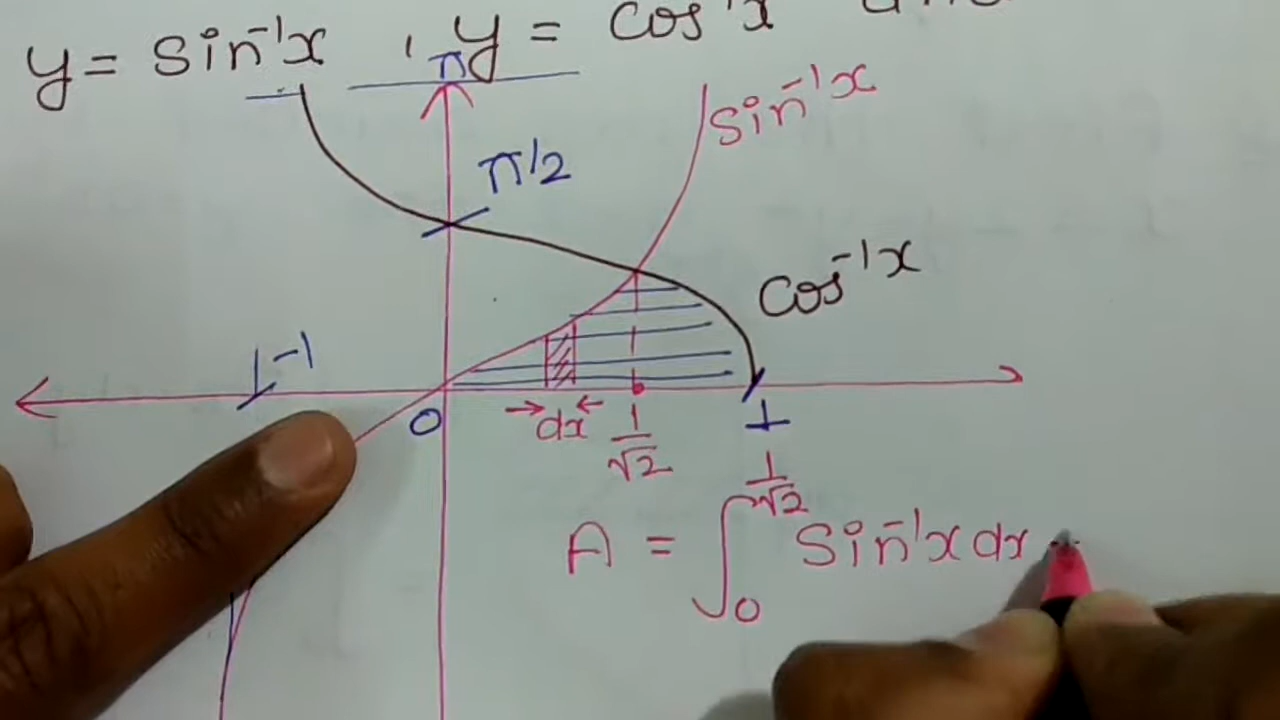 y = sin⁻¹x , y = cos⁻¹x
π
sin⁻¹x
π/2
cos⁻¹x
-1
0
dx
1/√2
1
A = ∫₀^(1/√2) sin⁻¹x dx